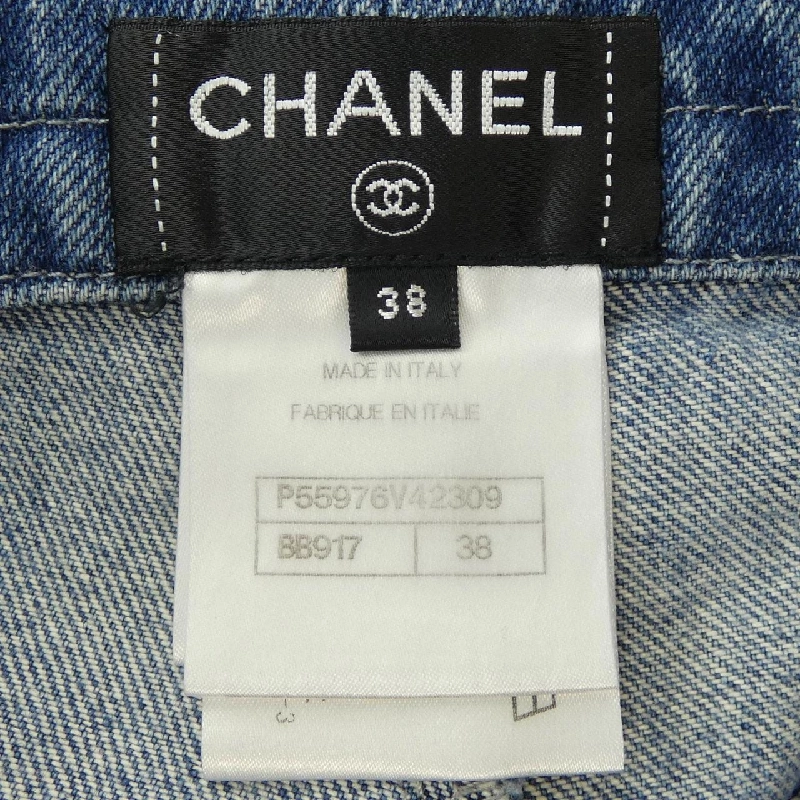 CHANEL
38
MADE IN ITALY
FABRIQUE EN ITALIE
P55976V42309
BB917 38